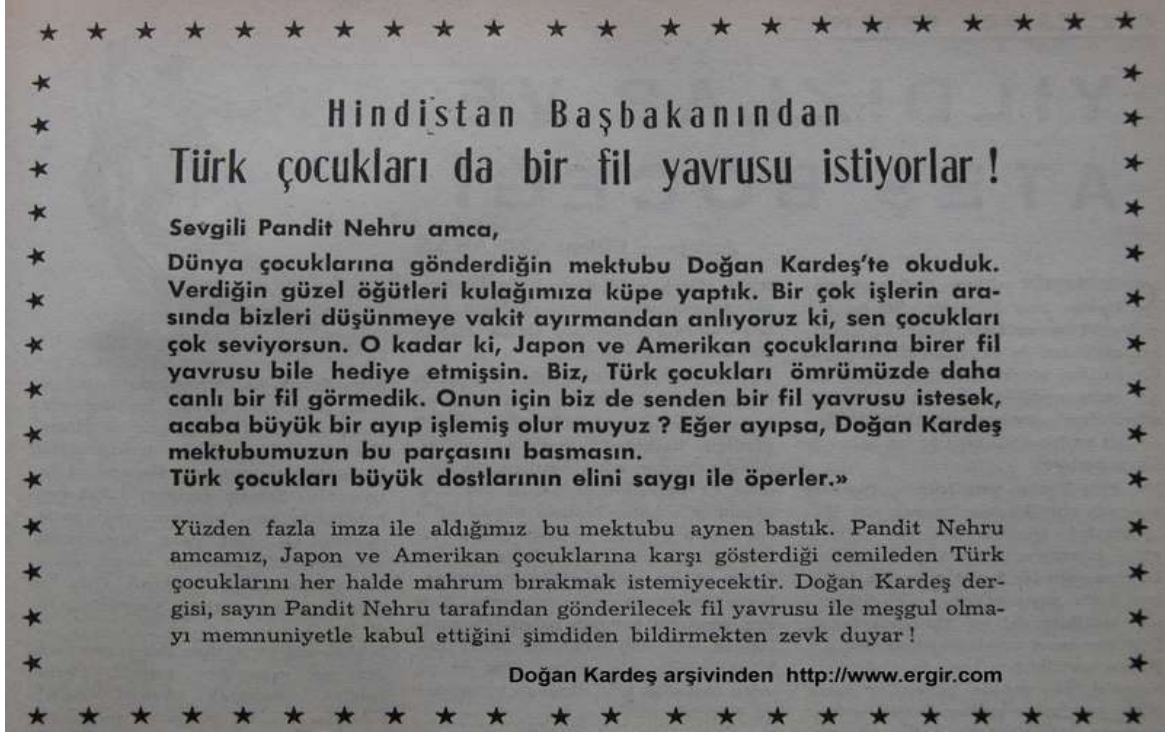 Hindistan Başbakanından
Türk çocukları da bir fil yavrusu istiyorlar !
Sevgili Pandit Nehru amca,
Dünya çocuklarına gönderdiğin mektubu Doğan Kardeş'te okuduk.
Verdiğin güzel öğütleri kulağımıza küpe yaptık. Bir çok işlerin ara-
sında bizleri düşünmeye vakit ayırmandan anlıyoruz ki, sen çocukları
çok seviyorsun. O kadar ki, Japon ve Amerikan çocuklarına birer fil
yavrusu bile hediye etmişsin. Biz, Türk çocukları ömrümüzde daha
canlı bir fil görmedik. Onun için biz de senden bir fil yavrusu istesek,
acaba büyük bir ayıp işlemiş olur muyuz ? Eğer ayıpsa, Doğan Kardeş
mektubumuzun bu parçasını basmasın.
Türk çocukları büyük dostlarının elini saygı ile öperler.»
Yüzden fazla imza ile aldığımız bu mektubu aynen bastık. Pandit Nehru
amcamız, Japon ve Amerikan çocuklarına karşı gösterdiği cemileden Türk
çocuklarını her halde mahrum bırakmak istemiyecektir. Doğan Kardeş der-
gisi, sayın Pandit Nehru tarafından gönderilecek fil yavrusu ile meşgul olma-
yı memnuniyetle kabul ettiğini şimdiden bildirmekten zevk duyar !
Doğan Kardeş arşivinden http://www.ergir.com